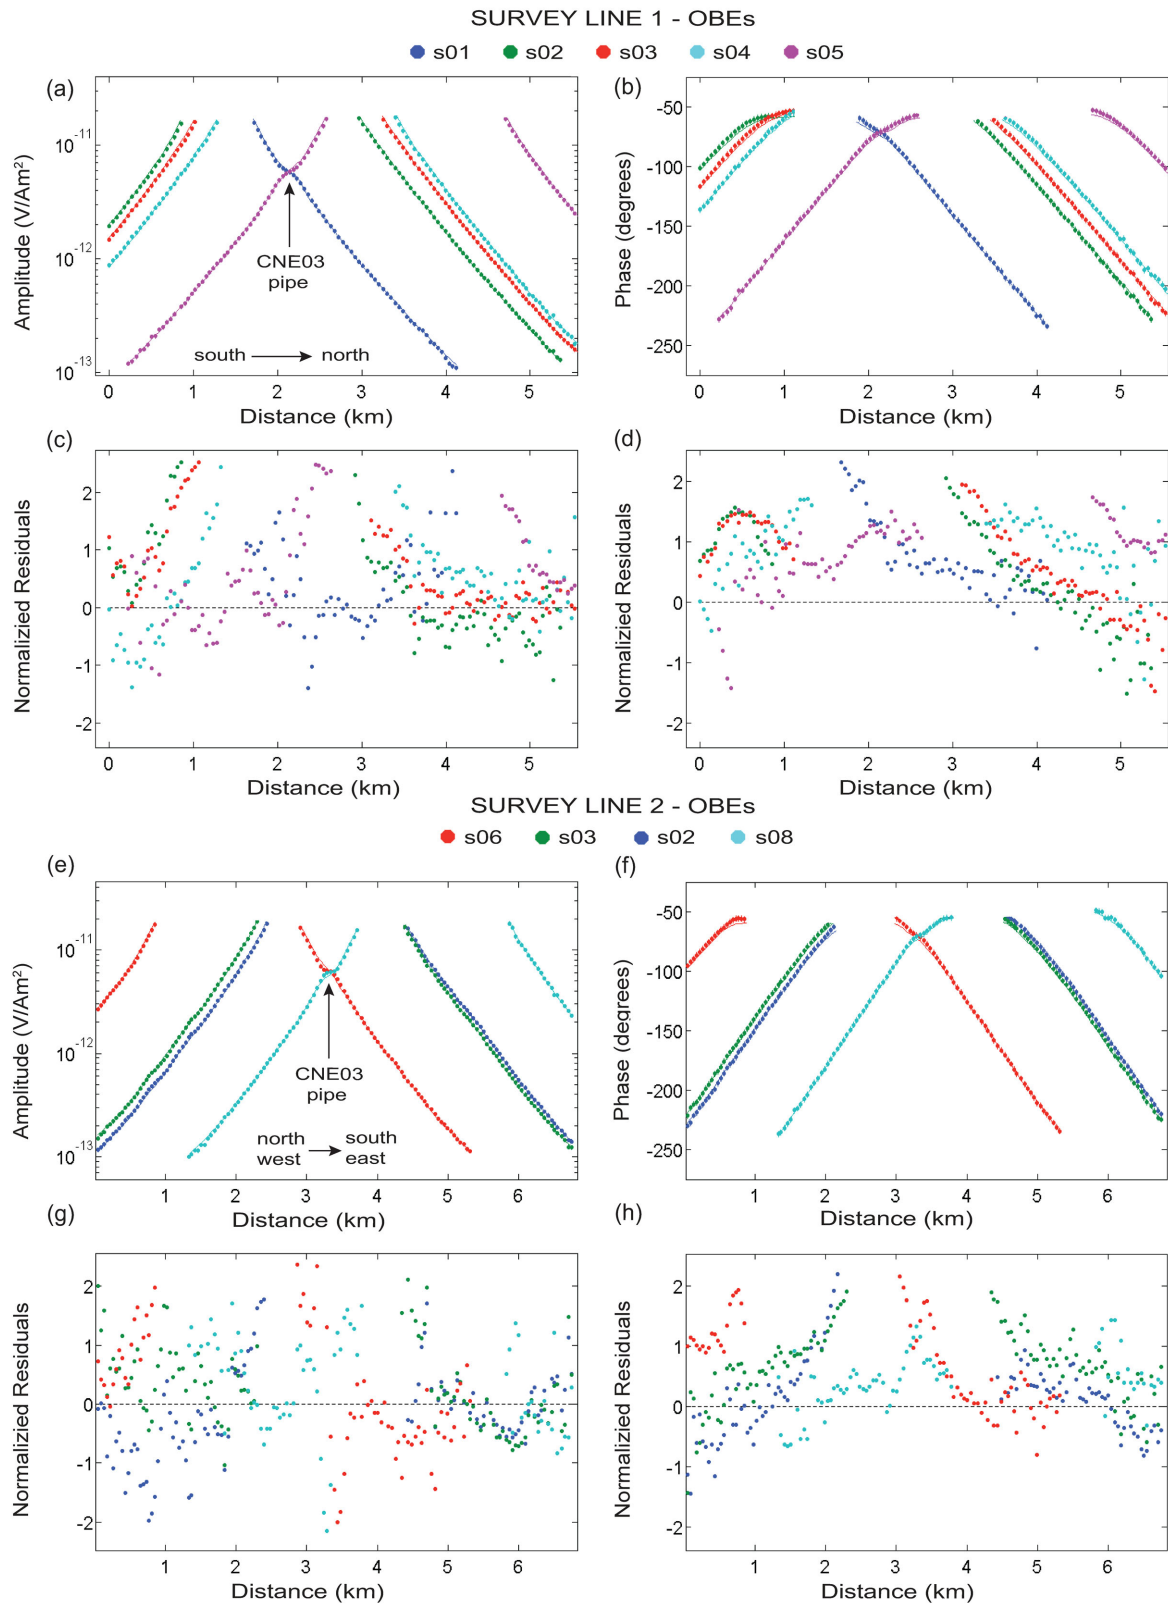 SURVEY LINE 1 - OBEs
s01 s02 s03 s04 s05
(a)
Amplitude (V/Am²)
10⁻¹¹
10⁻¹²
10⁻¹³
CNE03
pipe
south north
0 1 2 3 4 5
Distance (km)
(b)
Phase (degrees)
-50
-100
-150
-200
-250
0 1 2 3 4 5
Distance (km)
(c)
Normalizied Residuals
2
1
0
-1
-2
0 1 2 3 4 5
Distance (km)
(d)
Normalizied Residuals
2
1
0
-1
-2
0 1 2 3 4 5
Distance (km)
SURVEY LINE 2 - OBEs
s06 s03 s02 s08
(e)
Amplitude (V/Am²)
10⁻¹¹
10⁻¹²
10⁻¹³
CNE03
pipe
north south
west east
1 2 3 4 5 6
Distance (km)
(f)
Phase (degrees)
-50
-100
-150
-200
-250
1 2 3 4 5 6
Distance (km)
(g)
Normalizied Residuals
2
1
0
-1
-2
1 2 3 4 5 6
Distance (km)
(h)
Normalizied Residuals
2
1
0
-1
-2
1 2 3 4 5 6
Distance (km)